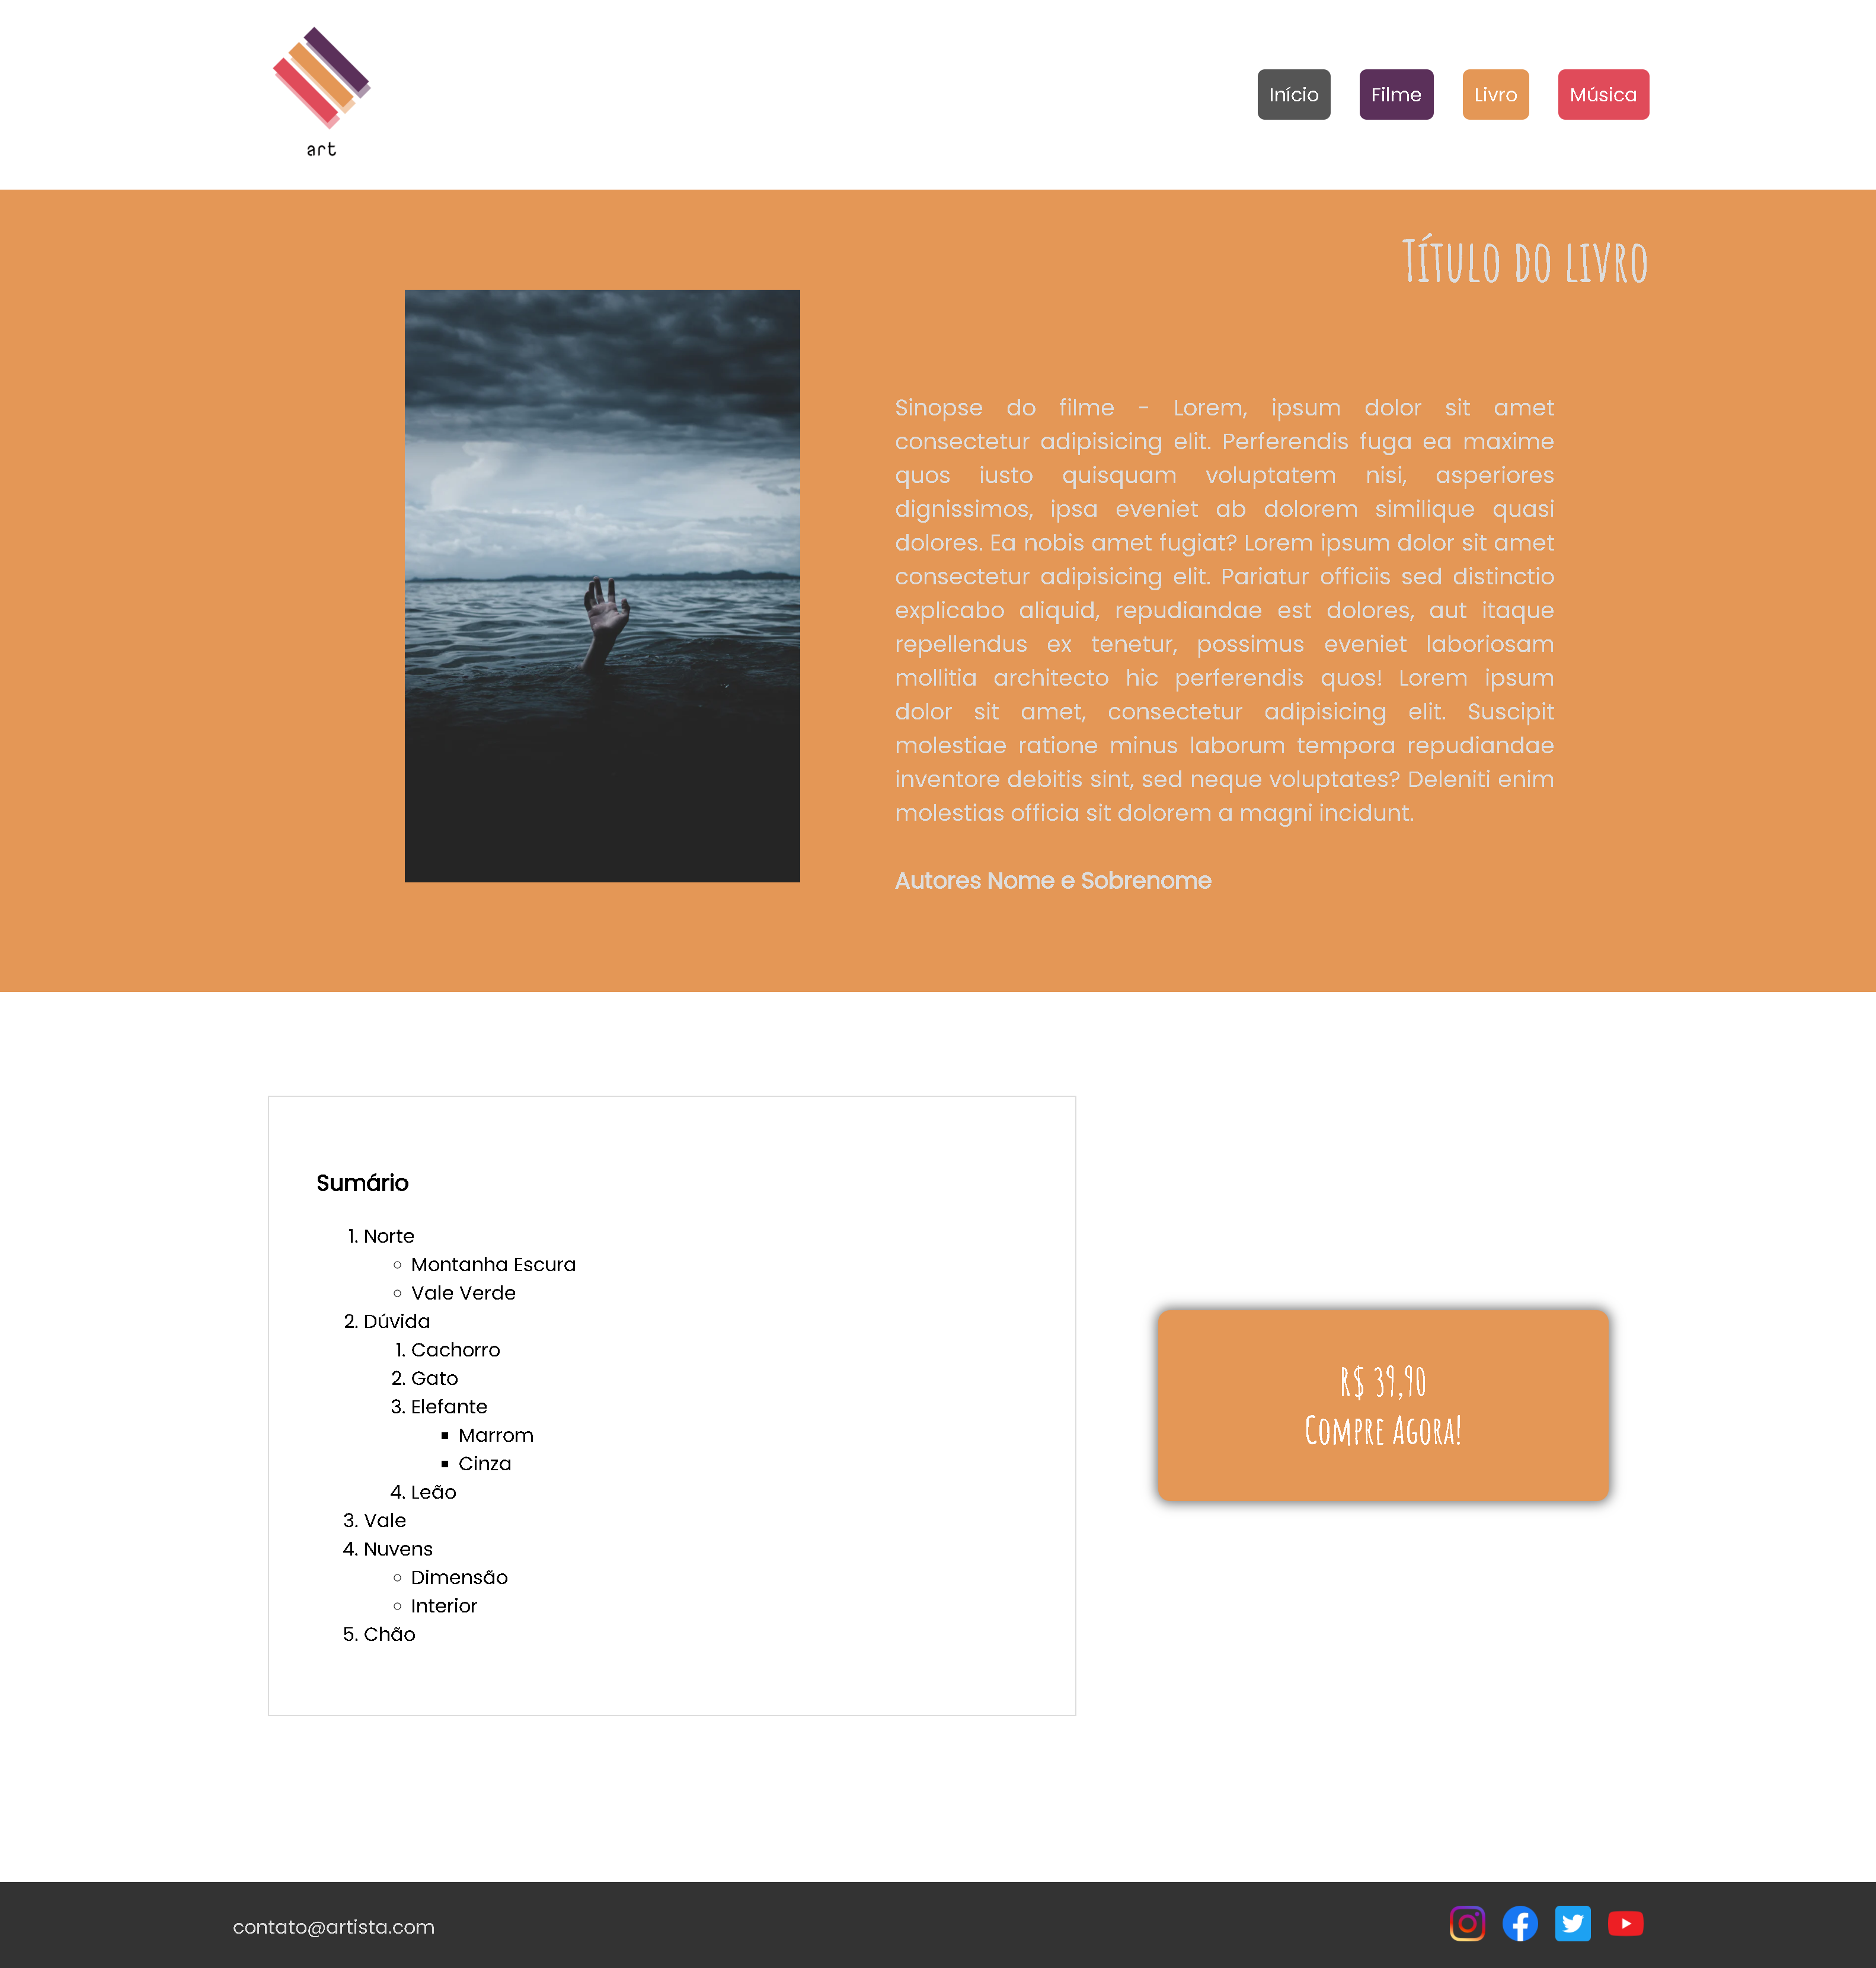 art
Início Filme Livro Música
Título do livro
Sinopse do filme - Lorem, ipsum dolor sit amet
consectetur adipisicing elit. Perferendis fuga ea maxime
quos iusto quisquam voluptatem nisi, asperiores
dignissimos, ipsa eveniet ab dolorem similique quasi
dolores. Ea nobis amet fugiat? Lorem ipsum dolor sit amet
consectetur adipisicing elit. Pariatur officiis sed distinctio
explicabo aliquid, repudiandae est dolores, aut itaque
repellendus ex tenetur, possimus eveniet laboriosam
mollitia architecto hic perferendis quos! Lorem ipsum
dolor sit amet, consectetur adipisicing elit. Suscipit
molestiae ratione minus laborum tempora repudiandae
inventore debitis sint, sed neque voluptates? Deleniti enim
molestias officia sit dolorem a magni incidunt.
Autores Nome e Sobrenome
Sumário
1. Norte
Montanha Escura
Vale Verde
2. Dúvida
1. Cachorro
2. Gato
3. Elefante
Marrom
Cinza
4. Leão
3. Vale
4. Nuvens
Dimensão
Interior
5. Chão
R$ 39,90
Compre Agora!
contato@artista.com